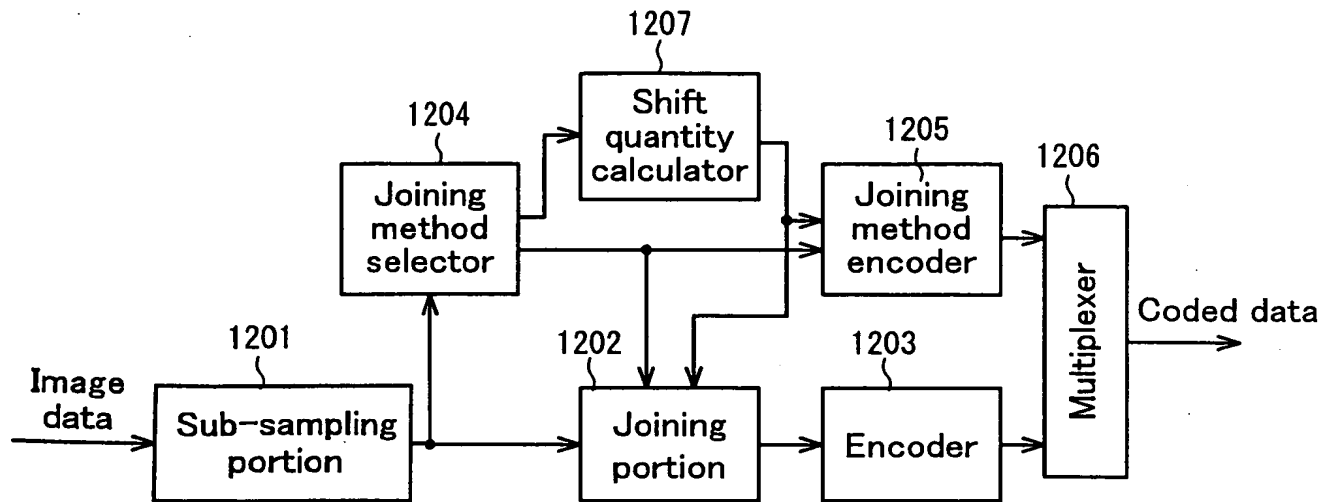 1207
Shift
quantity
calculator
1204
Joining
method
selector
1205
Joining
method
encoder
1206
Multiplexer
Coded data
1201
Image
data
Sub-sampling
portion
1202
Joining
portion
1203
Encoder